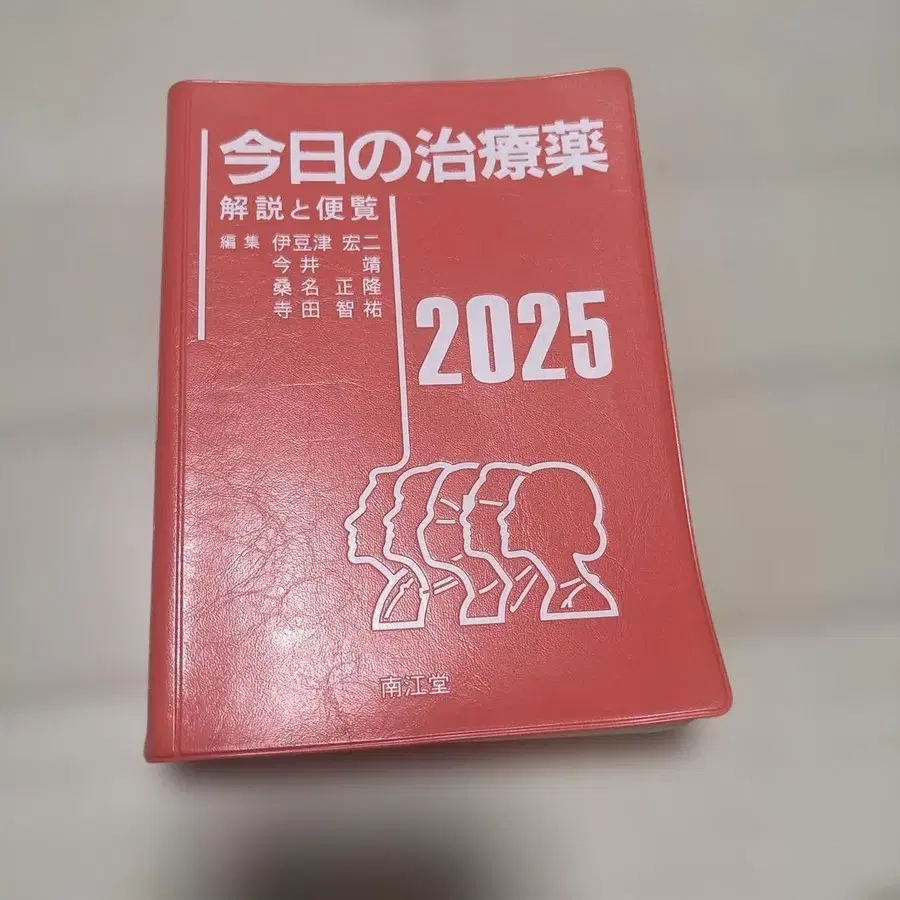 今日の治療薬
解説と便覧
編集 伊豆津 宏二
今井 靖
桑名 正隆
寺田 智祐
2025
南江堂